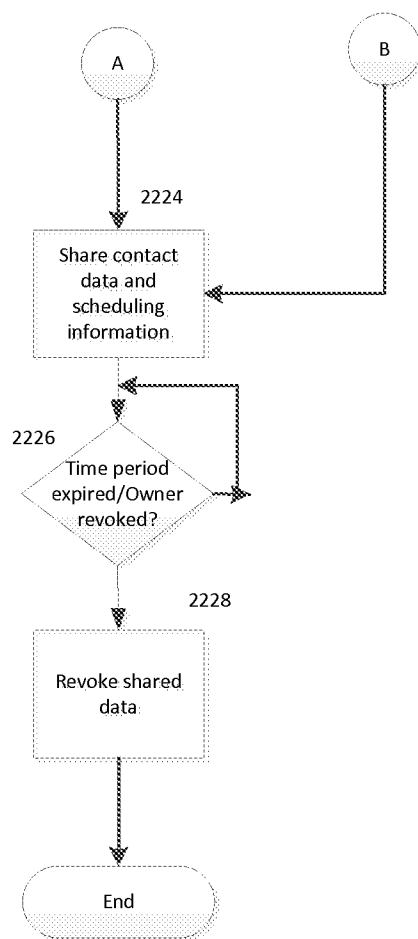 A
B
2224
Share contact
data and
scheduling
information
2226
Time period
expired/Owner
revoked?
2228
Revoke shared
data
End